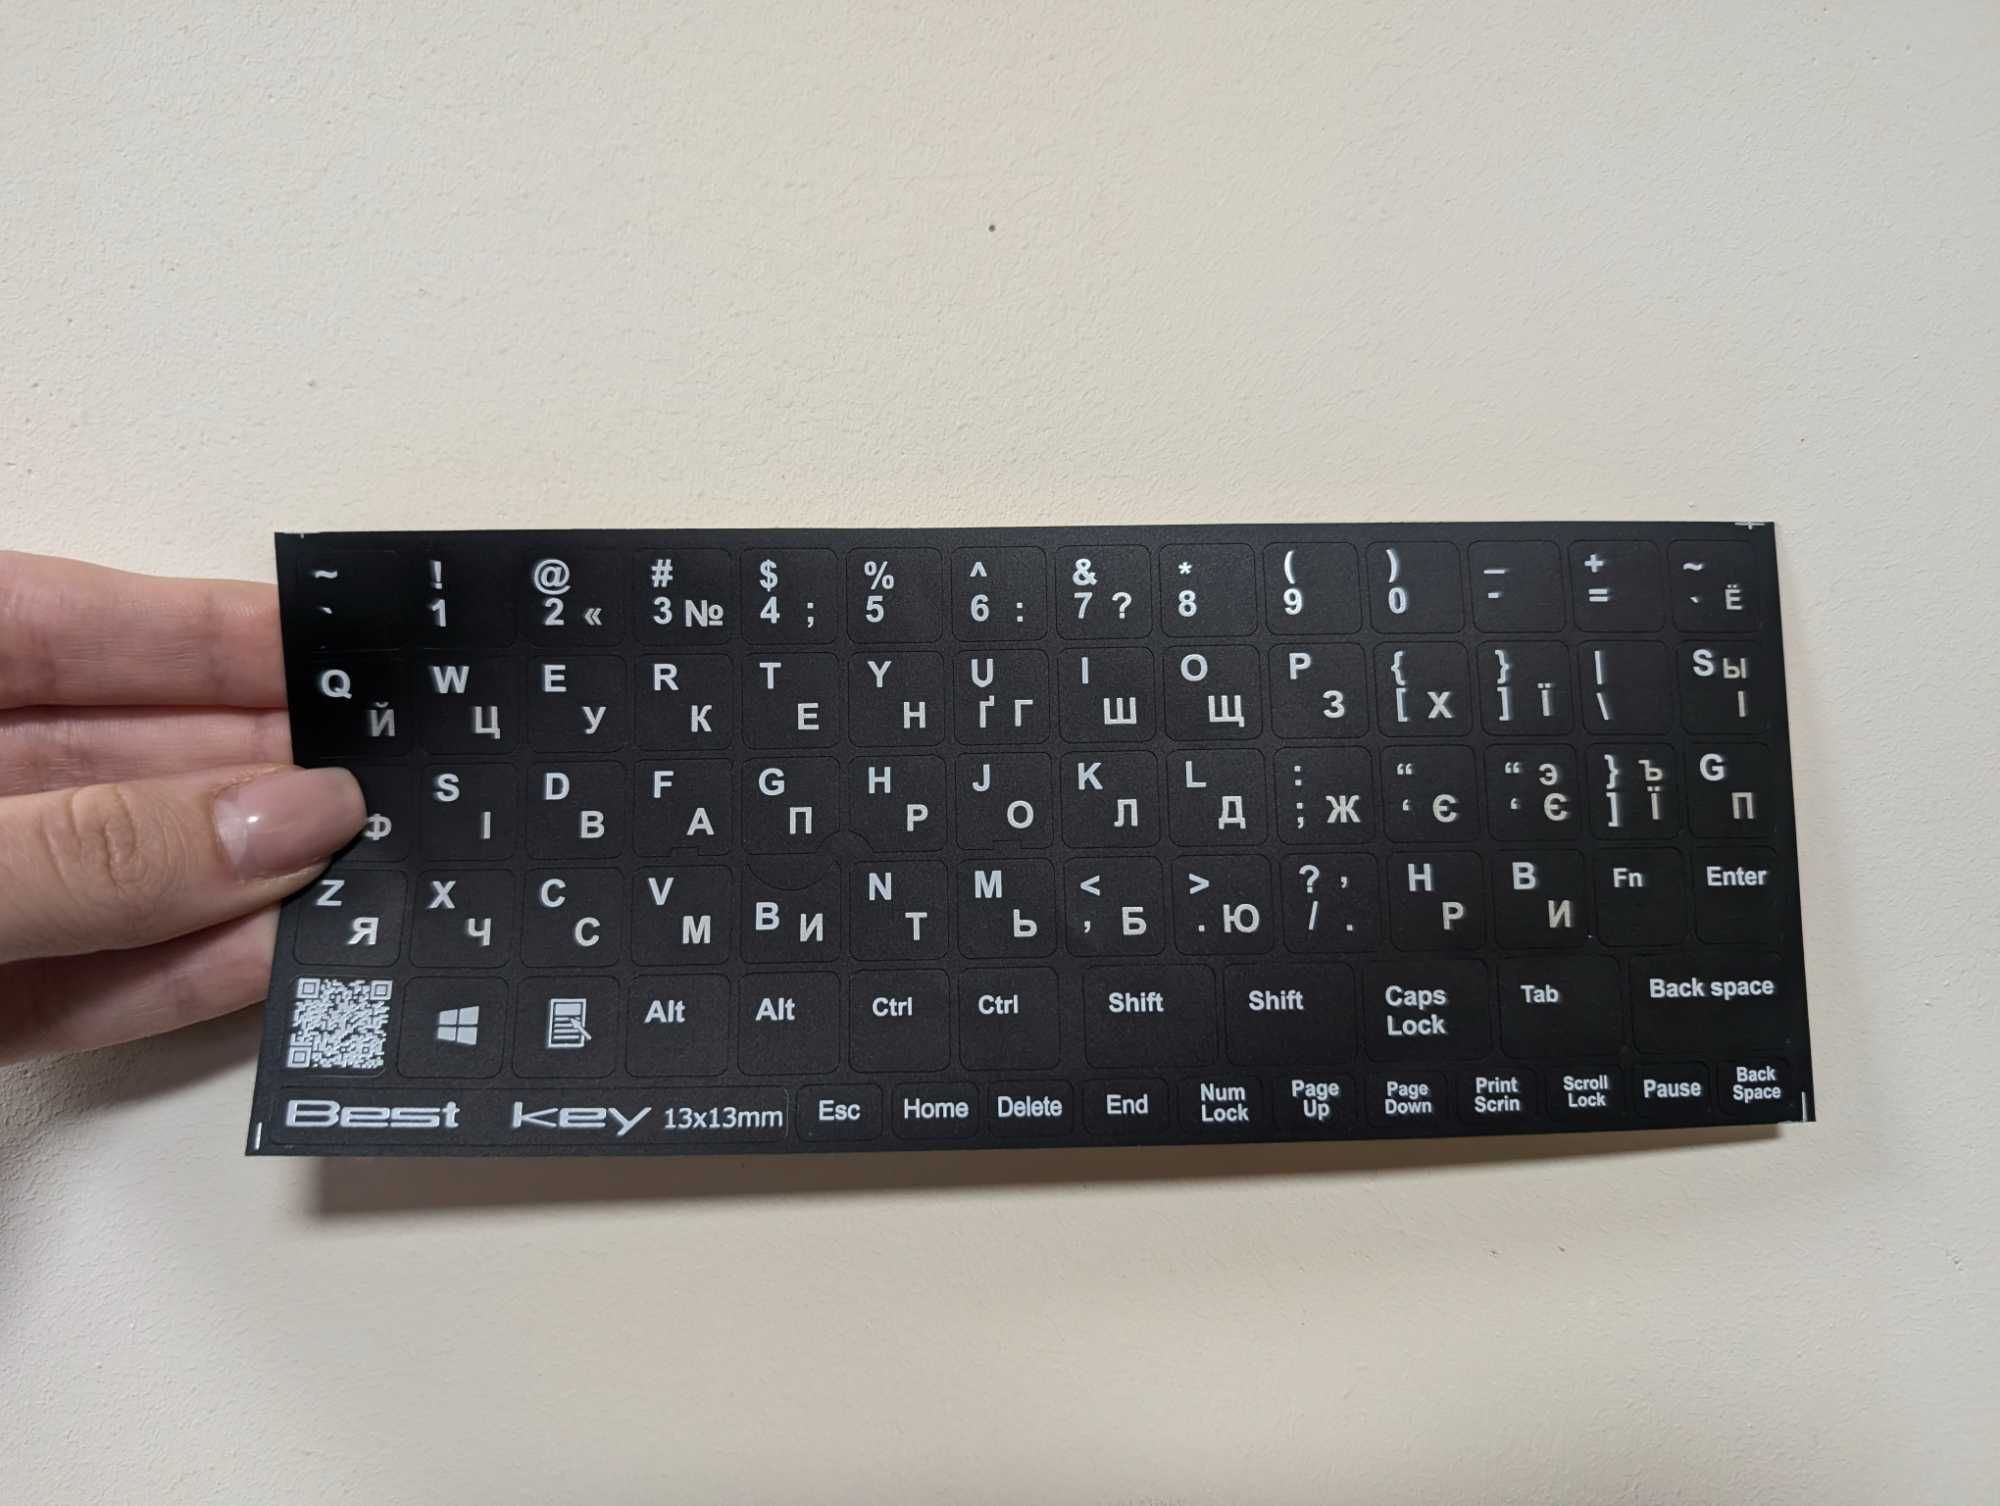 ~ ! @ # $ % ^ & * ( ) _ + ~
` 1 2 « 3 № 4 ; 5 6 : 7 ? 8 9 0 - = ` Ё
Q W E R T Y U I O P { } | S Ы
Й Ц У К Е Н Ґ Г Ш Щ З [ Х ] Ї \ І
S D F G H J K L : “ “ Э } Ъ G
Ф І В А П Р О Л Д ; Ж ‘ Є ‘ Є ] Ї П
Z X C V N M < > ? , H B Fn Enter
Я Ч С М B И Т Ь , Б . Ю / . Р И
Alt Alt Ctrl Ctrl Shift Shift Caps Lock Tab Back space
Best key 13x13mm Esc Home Delete End Num Lock Page Up Page Down Print Scrin Scroll Lock Pause Back Space